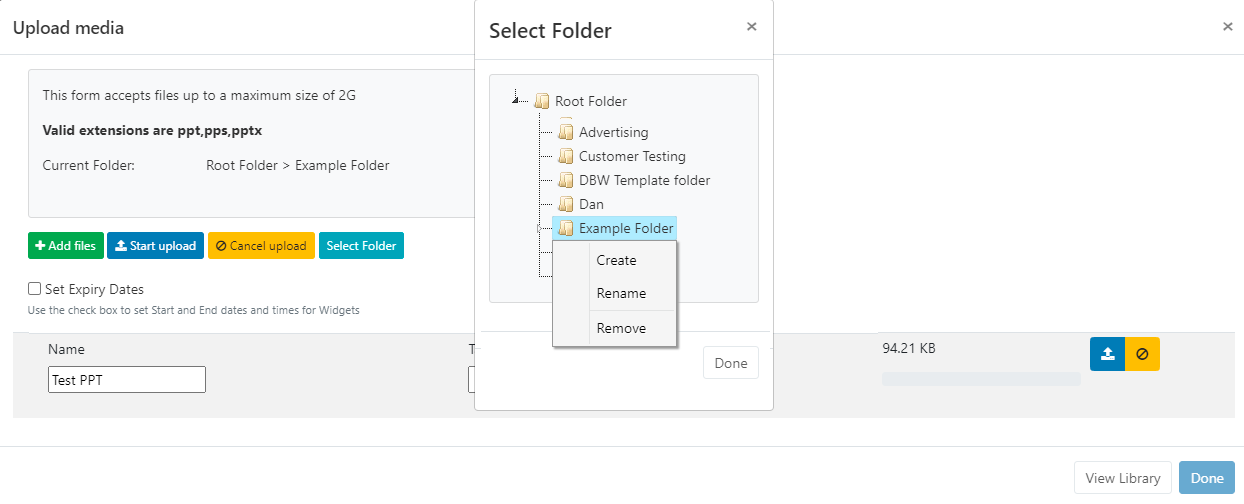 Upload media
×
This form accepts files up to a maximum size of 2G
Valid extensions are ppt,pps,pptx
Current Folder: Root Folder > Example Folder
Add files Start upload Cancel upload Select Folder
Set Expiry Dates
Use the check box to set Start and End dates and times for Widgets
Name
Test PPT
94.21 KB
Select Folder
×
Root Folder
Advertising
Customer Testing
DBW Template folder
Dan
Example Folder
Create
Rename
Remove
Done
View Library Done